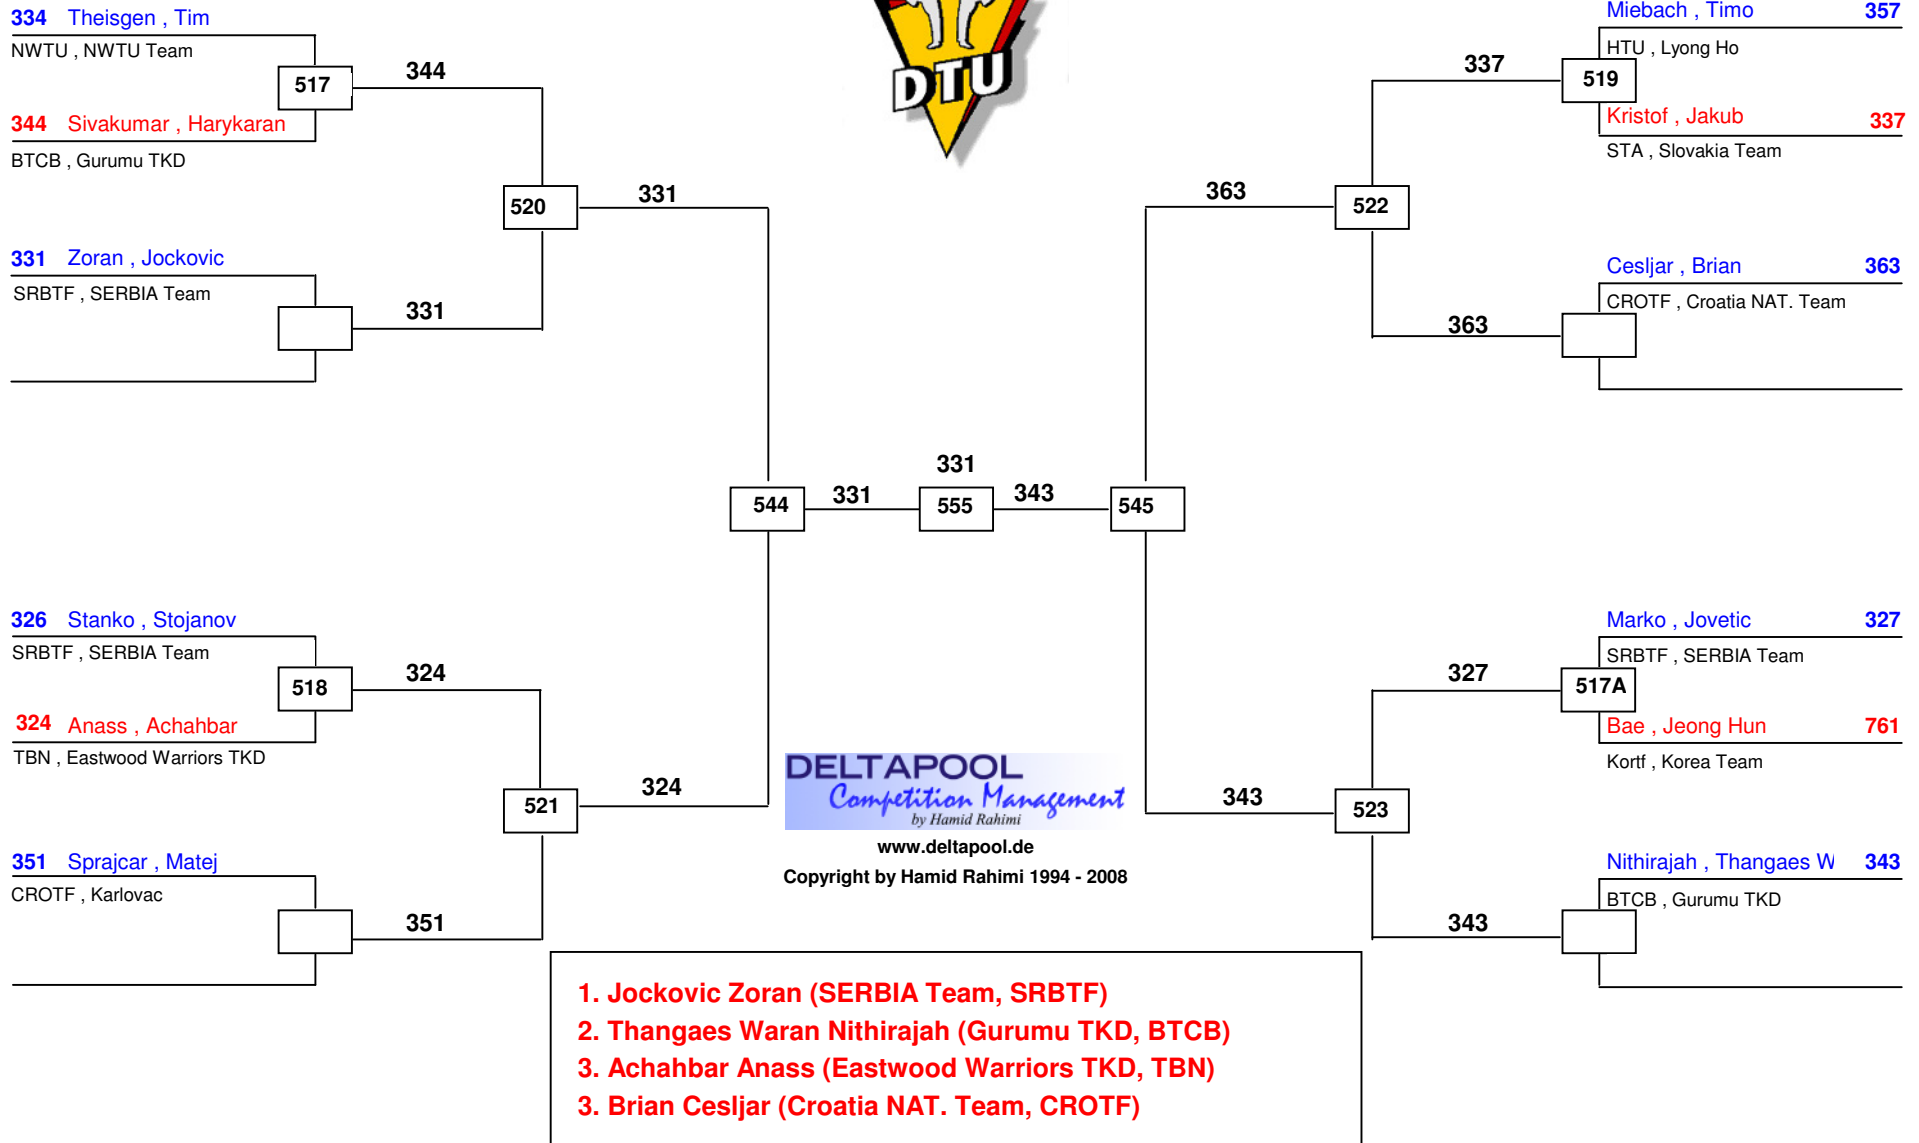 DTU
334 Theisgen , Tim
NWTU , NWTU Team
517
344
344 Sivakumar , Harykaran
BTCB , Gurumu TKD
520
331
331 Zoran , Jockovic
SRBTF , SERBIA Team
331
544
331
326 Stanko , Stojanov
SRBTF , SERBIA Team
518
324
324 Anass , Achahbar
TBN , Eastwood Warriors TKD
521
324
351 Sprajcar , Matej
CROTF , Karlovac
351
331
555
Miebach , Timo 357
HTU , Lyong Ho
337
519
Kristof , Jakub 337
STA , Slovakia Team
363
522
Cesljar , Brian 363
CROTF , Croatia NAT. Team
363
343
545
Marko , Jovetic 327
SRBTF , SERBIA Team
327
517A
Bae , Jeong Hun 761
Kortf , Korea Team
343
523
Nithirajah , Thangaes W 343
BTCB , Gurumu TKD
343
DELTAPOOL
Competition Management
by Hamid Rahimi
www.deltapool.de
Copyright by Hamid Rahimi 1994 - 2008
1. Jockovic Zoran (SERBIA Team, SRBTF)
2. Thangaes Waran Nithirajah (Gurumu TKD, BTCB)
3. Achahbar Anass (Eastwood Warriors TKD, TBN)
3. Brian Cesljar (Croatia NAT. Team, CROTF)